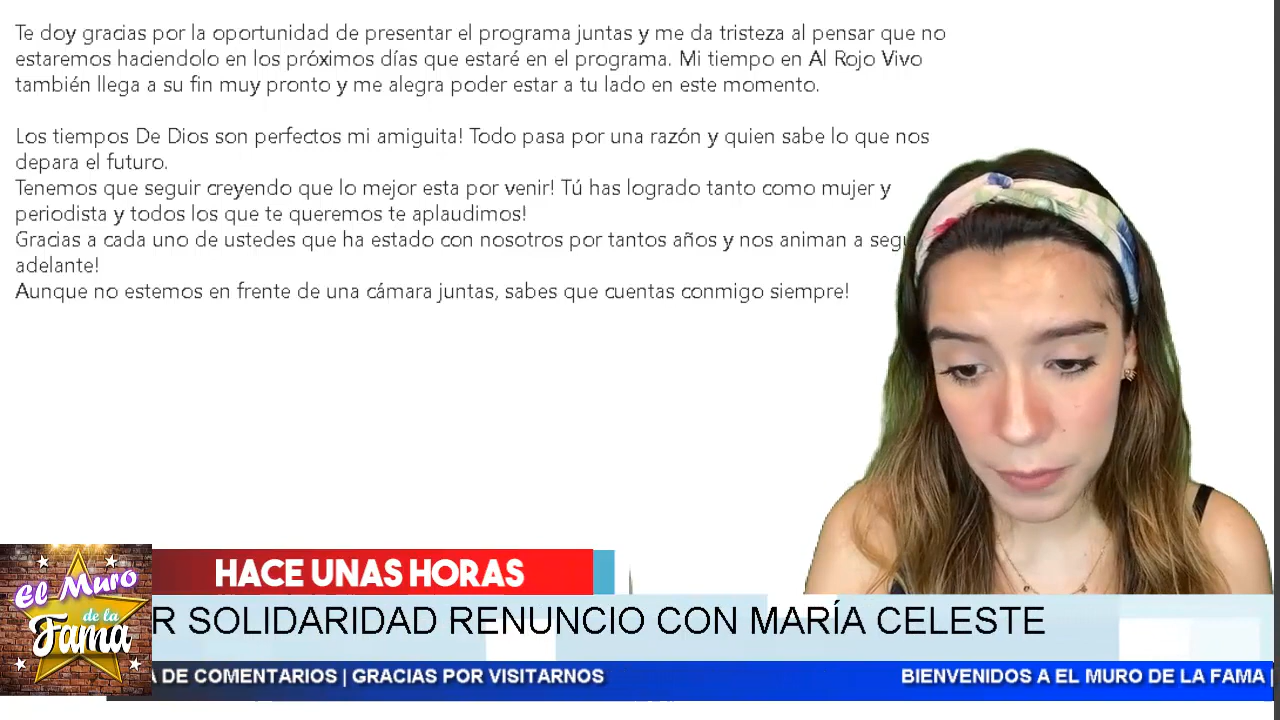 Te doy gracias por la oportunidad de presentar el programa juntas y me da tristeza al pensar que no
estaremos haciendolo en los próximos días que estaré en el programa. Mi tiempo en Al Rojo Vivo
también llega a su fin muy pronto y me alegra poder estar a tu lado en este momento.
Los tiempos De Dios son perfectos mi amiguita! Todo pasa por una razón y quien sabe lo que nos
depara el futuro.
Tenemos que seguir creyendo que lo mejor esta por venir! Tú has logrado tanto como mujer y
periodista y todos los que te queremos te aplaudimos!
Gracias a cada uno de ustedes que ha estado con nosotros por tantos años y nos animan a segu
adelante!
Aunque no estemos en frente de una cámara juntas, sabes que cuentas conmigo siempre!
HACE UNAS HORAS
El Muro
de la
Fama
R SOLIDARIDAD RENUNCIO CON MARÍA CELESTE
A DE COMENTARIOS | GRACIAS POR VISITARNOS
BIENVENIDOS A EL MURO DE LA FAMA |